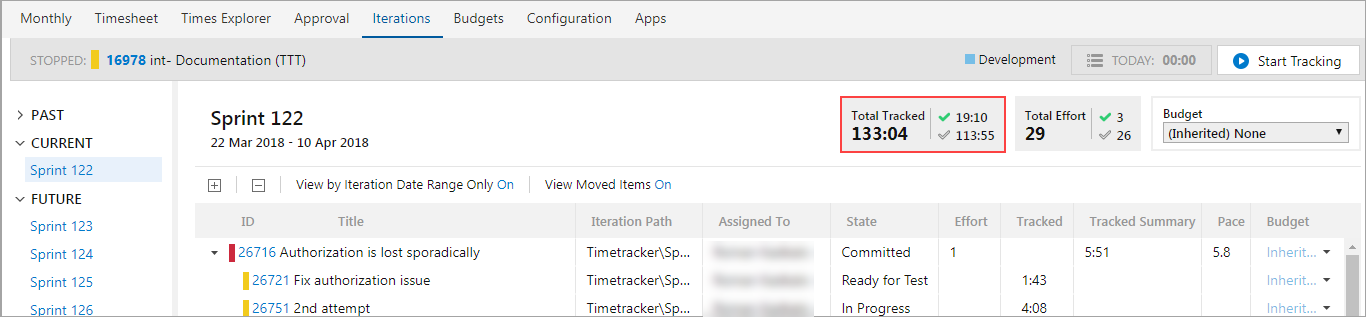 Monthly Timesheet Times Explorer Approval Iterations Budgets Configuration Apps
STOPPED: 16978 int- Documentation (TTT) Development TODAY: 00:00 Start Tracking
PAST
CURRENT
Sprint 122
FUTURE
Sprint 123
Sprint 124
Sprint 125
Sprint 126
Sprint 122
22 Mar 2018 - 10 Apr 2018
Total Tracked
133:04
19:10
113:55
Total Effort
29
3
26
Budget
(Inherited) None
View by Iteration Date Range Only On View Moved Items On
ID Title Iteration Path Assigned To State Effort Tracked Tracked Summary Pace Budget
26716 Authorization is lost sporadically Timetracker\Sp... Committed 1 5:51 5.8 Inherit...
26721 Fix authorization issue Timetracker\Sp... Ready for Test 1:43 Inherit...
26751 2nd attempt Timetracker\Sp... In Progress 4:08 Inherit...